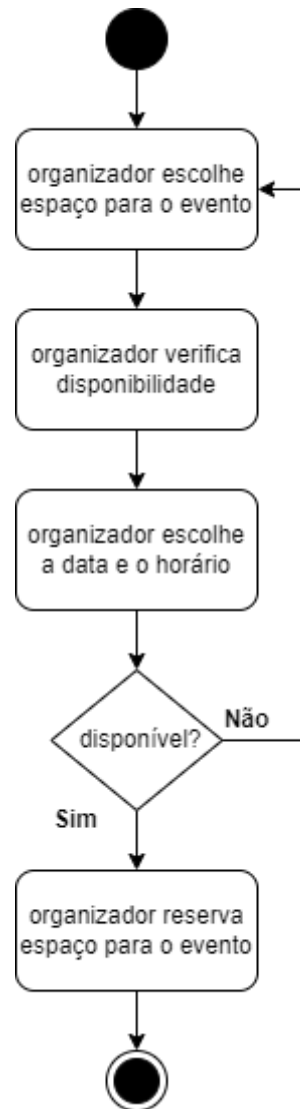 organizador escolhe
espaço para o evento
organizador verifica
disponibilidade
organizador escolhe
a data e o horário
disponível?
Não
Sim
organizador reserva
espaço para o evento